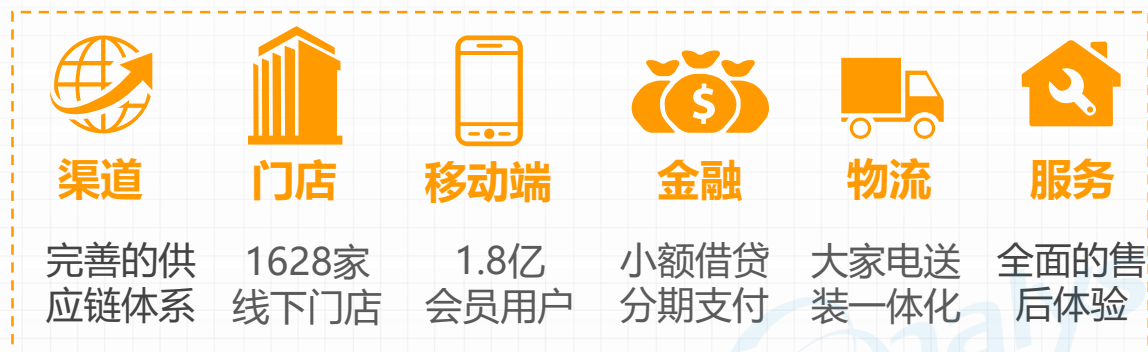 $
渠道
门店
移动端
金融
物流
服务
完善的供
应链体系
1628家
线下门店
1.8亿
会员用户
小额借贷
分期支付
大家电送
装一体化
全面的售
后体验